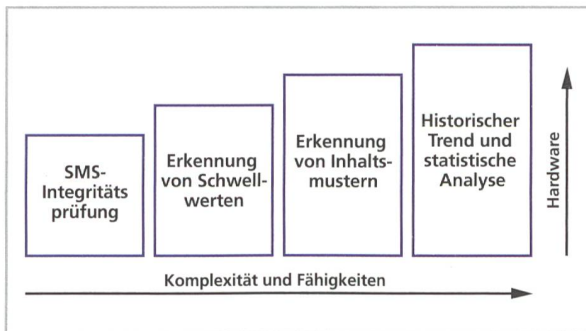 SMS-
Integritäts
prüfung
Erkennung
von Schwell-
werten
Erkennung
von Inhalts-
mustern
Historischer
Trend und
statistische
Analyse
Hardware
Komplexität und Fähigkeiten